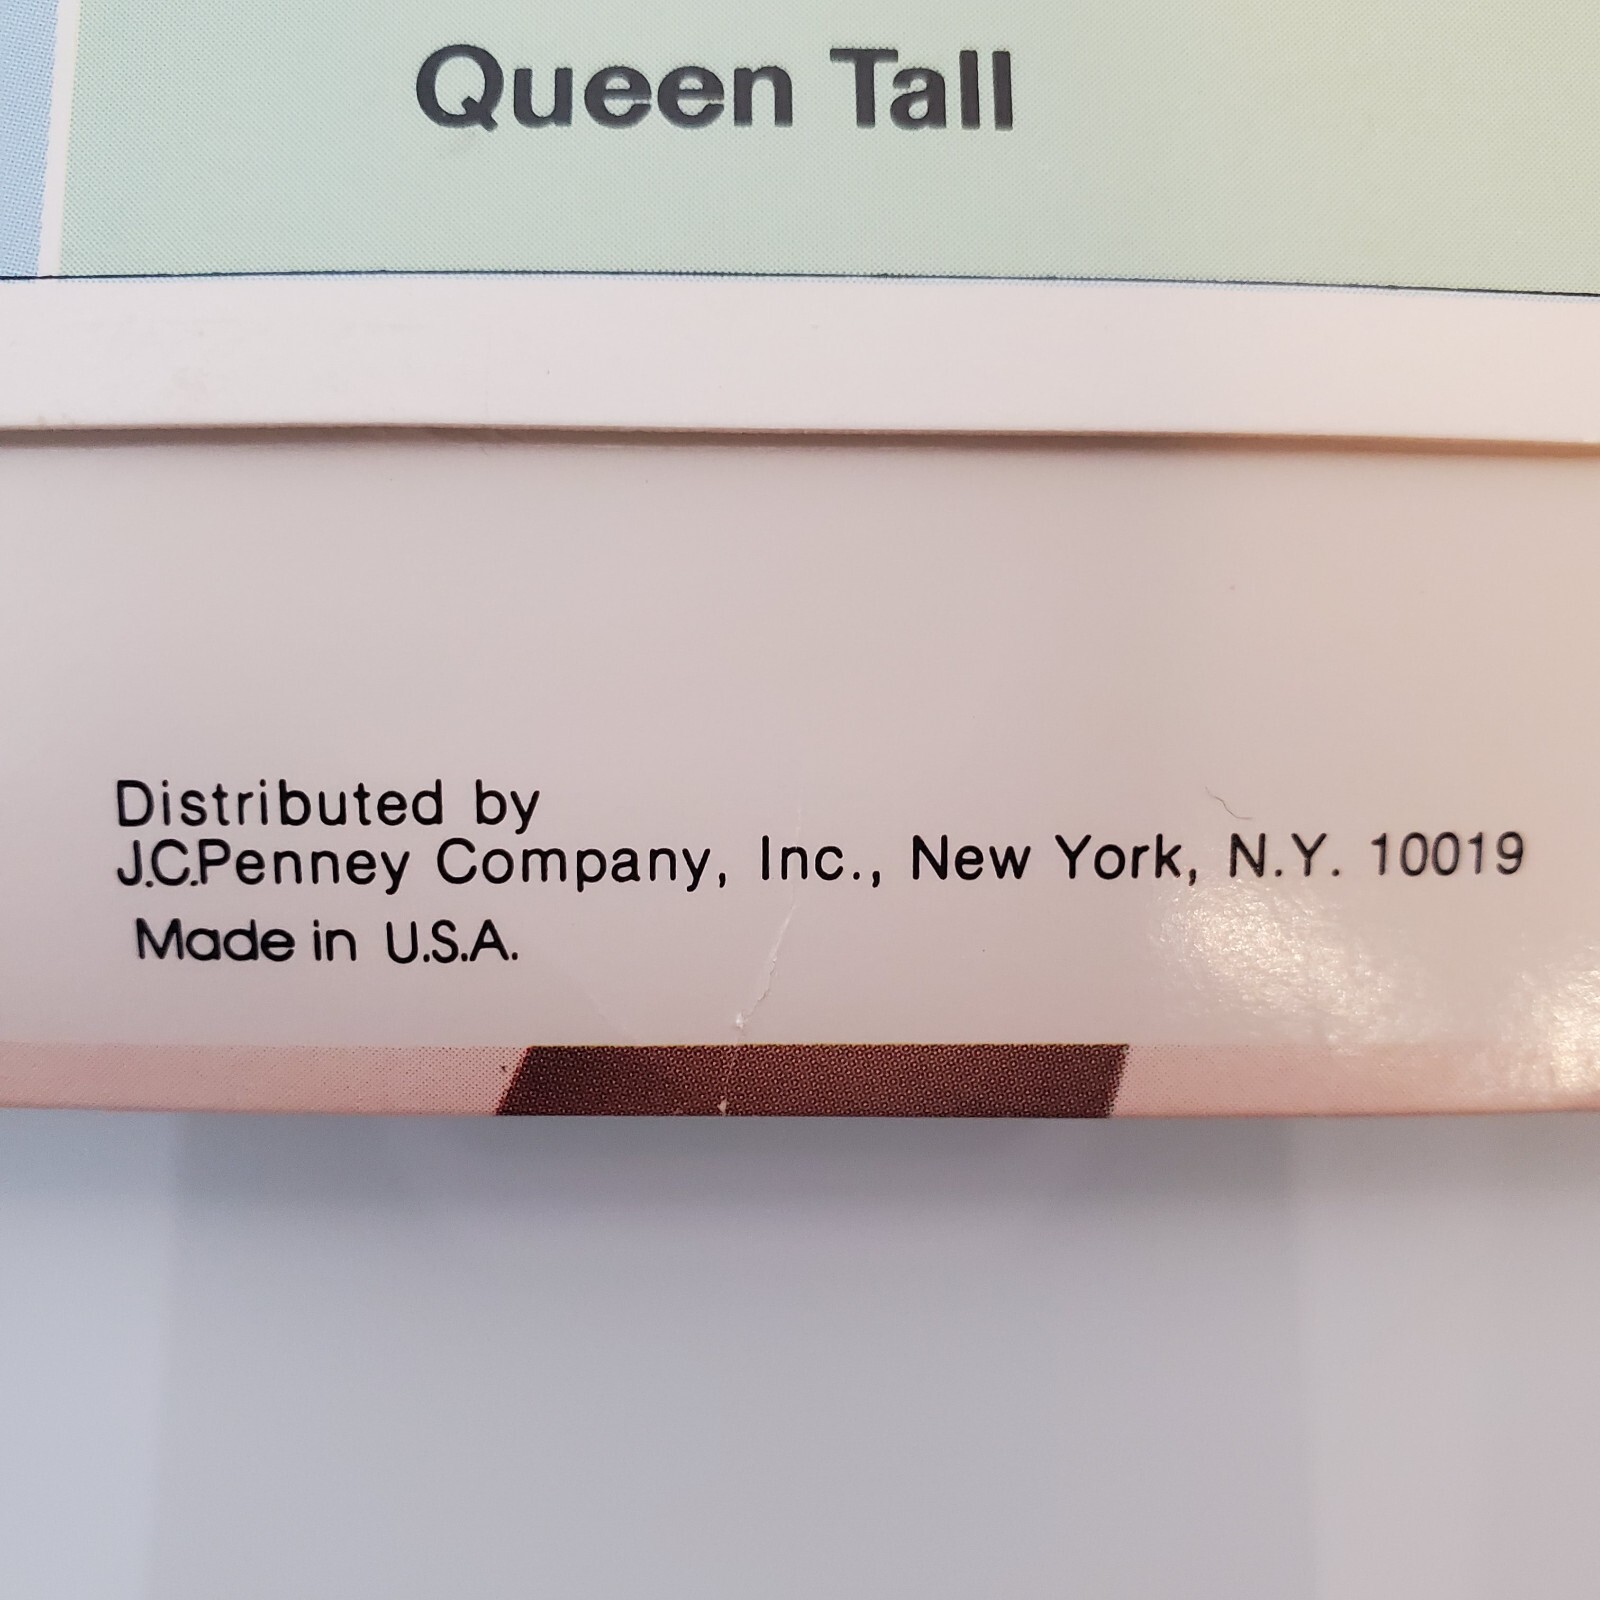 Queen Tall
Distributed by
J.C.Penney Company, Inc., New York, N.Y. 10019
Made in U.S.A.